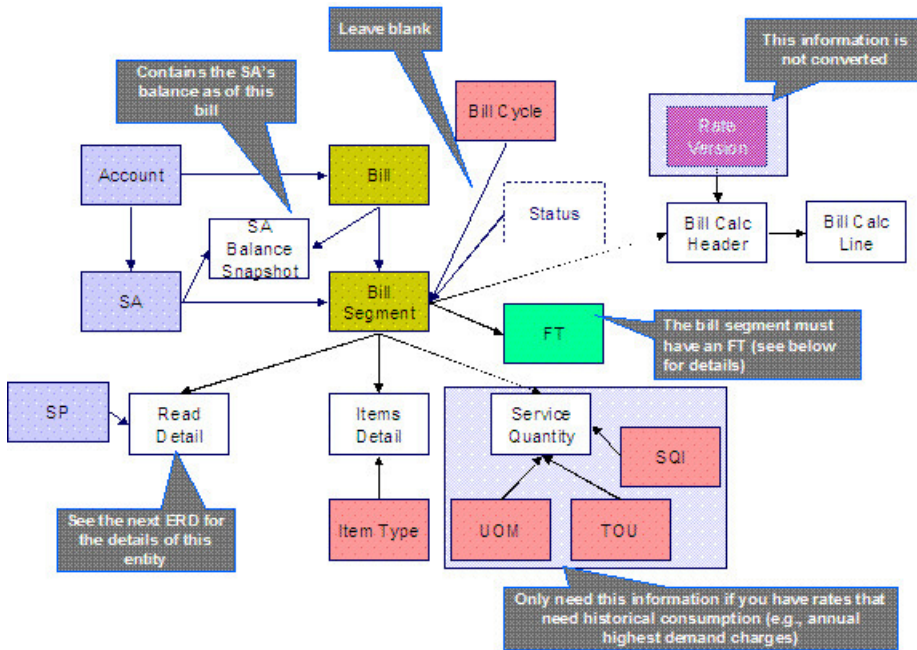 Leave blank
This information is
not converted
Contains the SA's
balance as of this
bill
Bill Cycle
Rate
Version
Account
Bill
Status
SA
Balance
Snapshot
Bill Calc
Header
Bill Calc
Line
SA
Bill
Segment
FT
The bill segment must
have an FT (see below
for details)
SP
Read
Detail
Items
Detail
Service
Quantity
SQI
See the next ERD for
the details of this
entity
Item Type
UOM
TOU
Only need this information if you have rates that
need historical consumption (e.g., annual
highest demand charges)